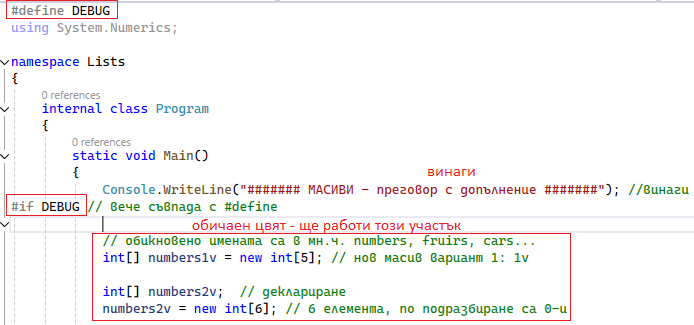 #define DEBUG
using System.Numerics;
namespace Lists
{
0 references
internal class Program
{
0 references
static void Main()
{
винаги
Console.WriteLine("####### МАСИВИ - преговор с допълнение #######"); //винаги
#if DEBUG // вече съвпада с #define
обичаен цвят - ще работи този участък
// обикновено имената са в мн.ч. numbers, fruirs, cars...
int[] numbers1v = new int[5]; // нов масив вариант 1: 1v
int[] numbers2v; // деклариране
numbers2v = new int[6]; // 6 елемента, по подразбиране са 0-и